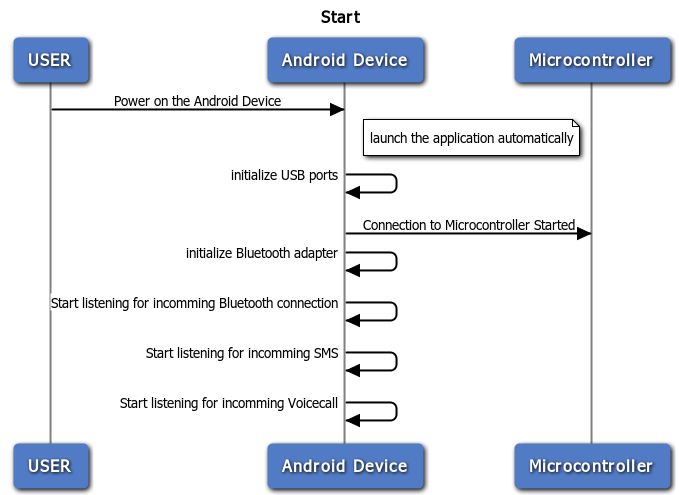 Start
USER
Android Device
Microcontroller
Power on the Android Device
launch the application automatically
initialize USB ports
Connection to Microcontroller Started
initialize Bluetooth adapter
Start listening for incomming Bluetooth connection
Start listening for incomming SMS
Start listening for incomming Voicecall
USER
Android Device
Microcontroller